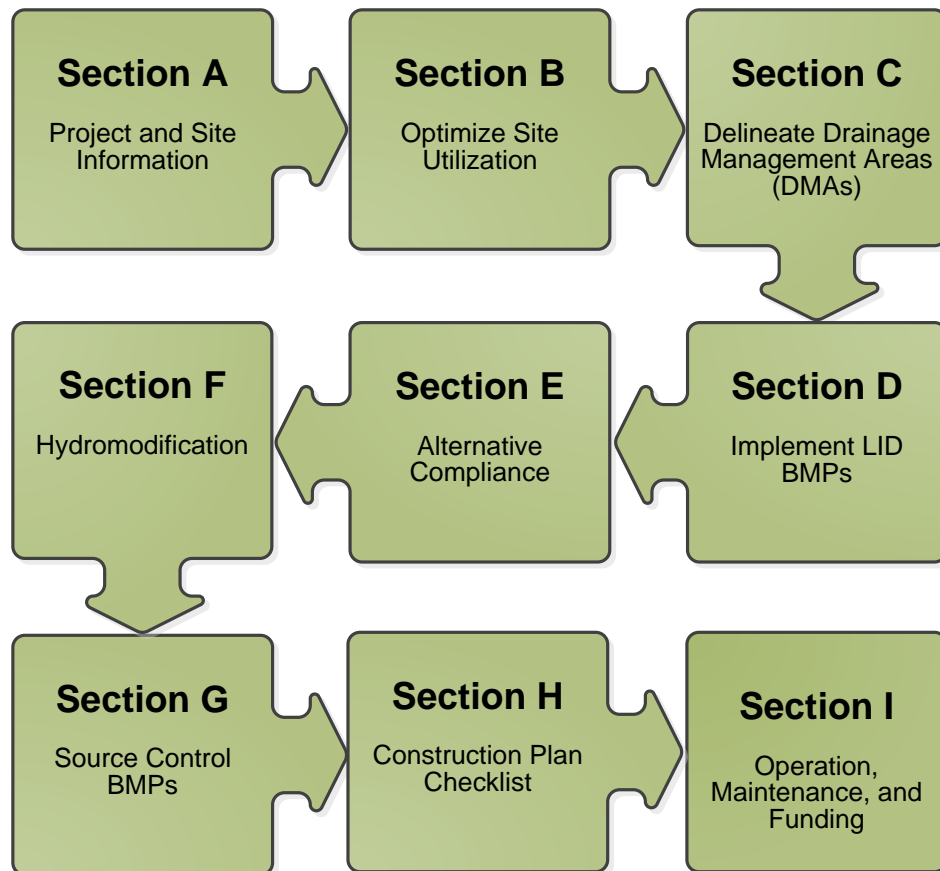 Section A
Project and Site
Information
Section B
Optimize Site
Utilization
Section C
Delineate Drainage
Management Areas
(DMAs)
Section D
Implement LID
BMPs
Section E
Alternative
Compliance
Section F
Hydromodification
Section G
Source Control
BMPs
Section H
Construction Plan
Checklist
Section I
Operation,
Maintenance, and
Funding